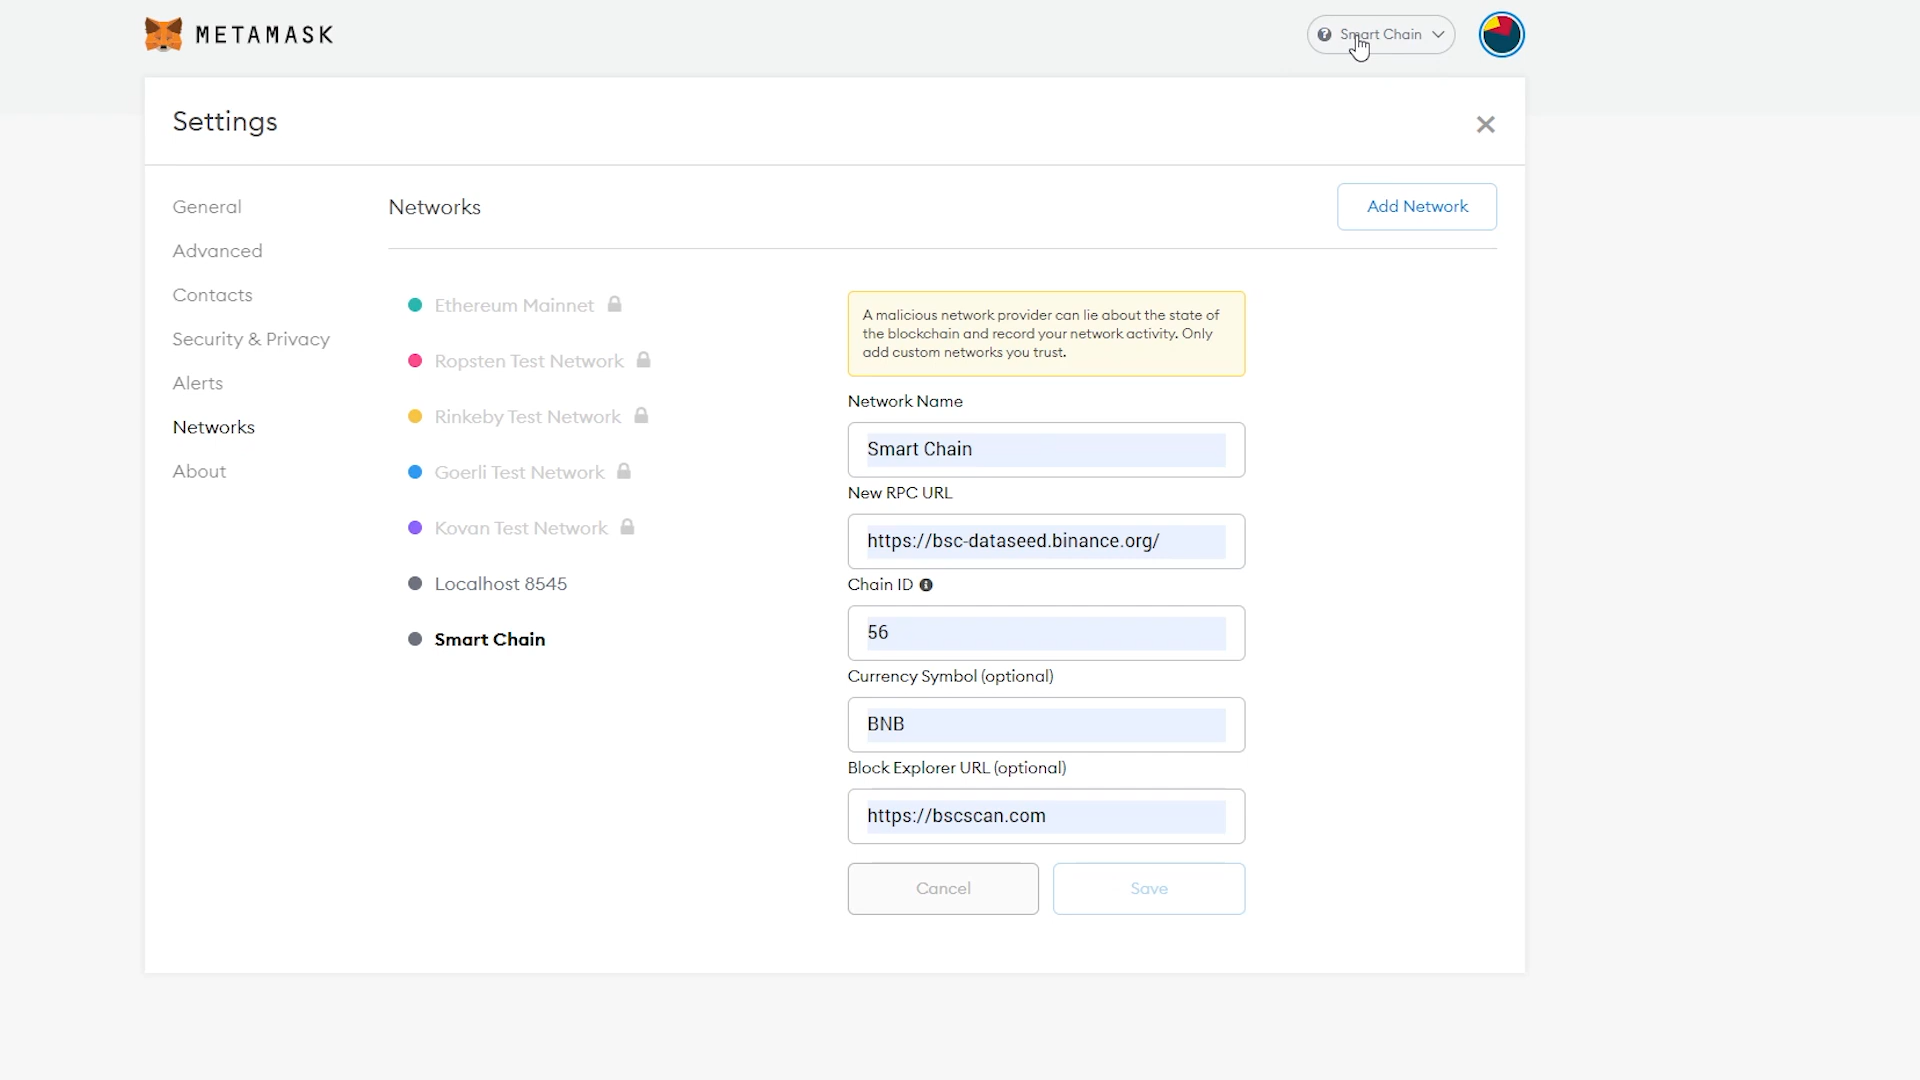 METAMASK
Smart Chain
Settings
General
Advanced
Contacts
Security & Privacy
Alerts
Networks
About
Networks
Add Network
Ethereum Mainnet
Ropsten Test Network
Rinkeby Test Network
Goerli Test Network
Kovan Test Network
Localhost 8545
Smart Chain
A malicious network provider can lie about the state of
the blockchain and record your network activity. Only
add custom networks you trust.
Network Name
Smart Chain
New RPC URL
https://bsc-dataseed.binance.org/
Chain ID
56
Currency Symbol (optional)
BNB
Block Explorer URL (optional)
https://bscscan.com
Cancel
Save